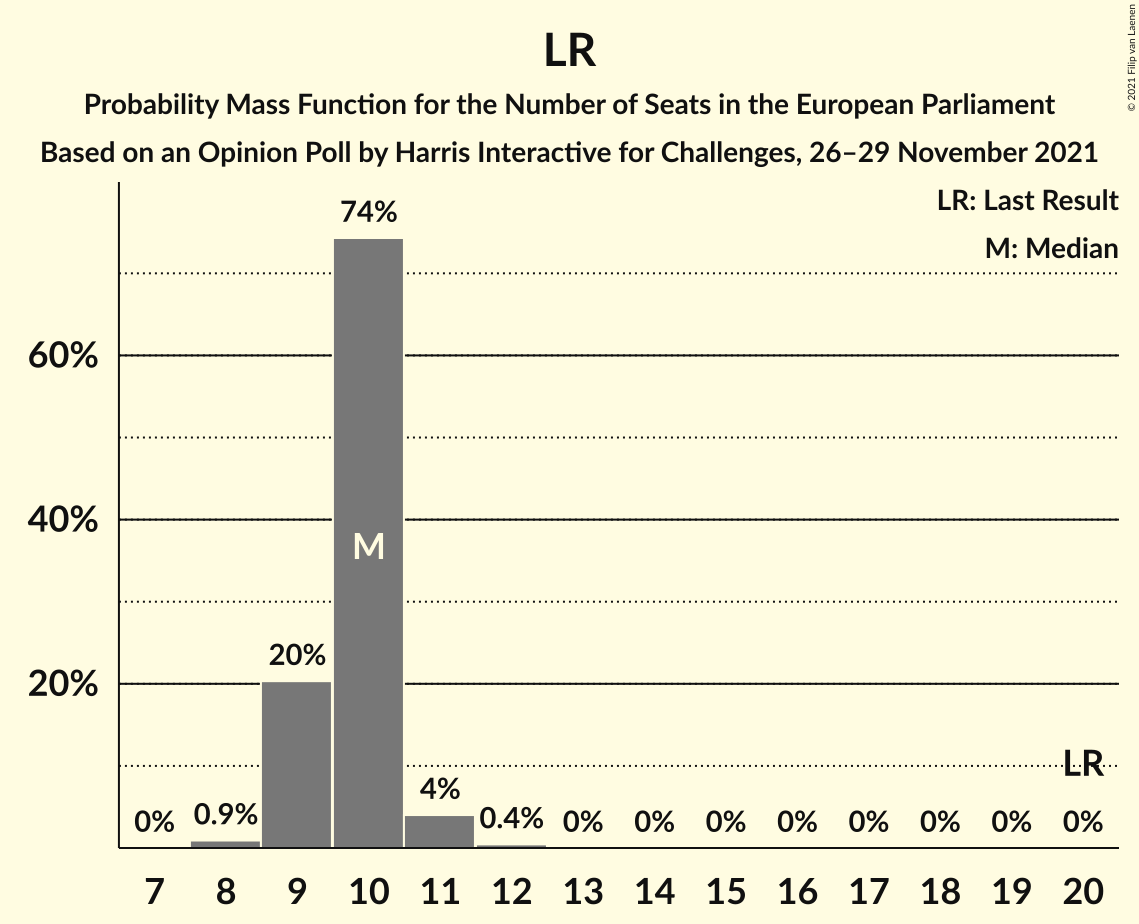 LR
Probability Mass Function for the Number of Seats in the European Parliament
Based on an Opinion Poll by Harris Interactive for Challenges, 26–29 November 2021
© 2021 Filip van Laenen
LR: Last Result
M: Median
74%
60%
40%
M
20%
20%
LR
0%
0.9%
4%
0.4%
0%
0%
0%
0%
0%
0%
0%
0%
7 8 9 10 11 12 13 14 15 16 17 18 19 20